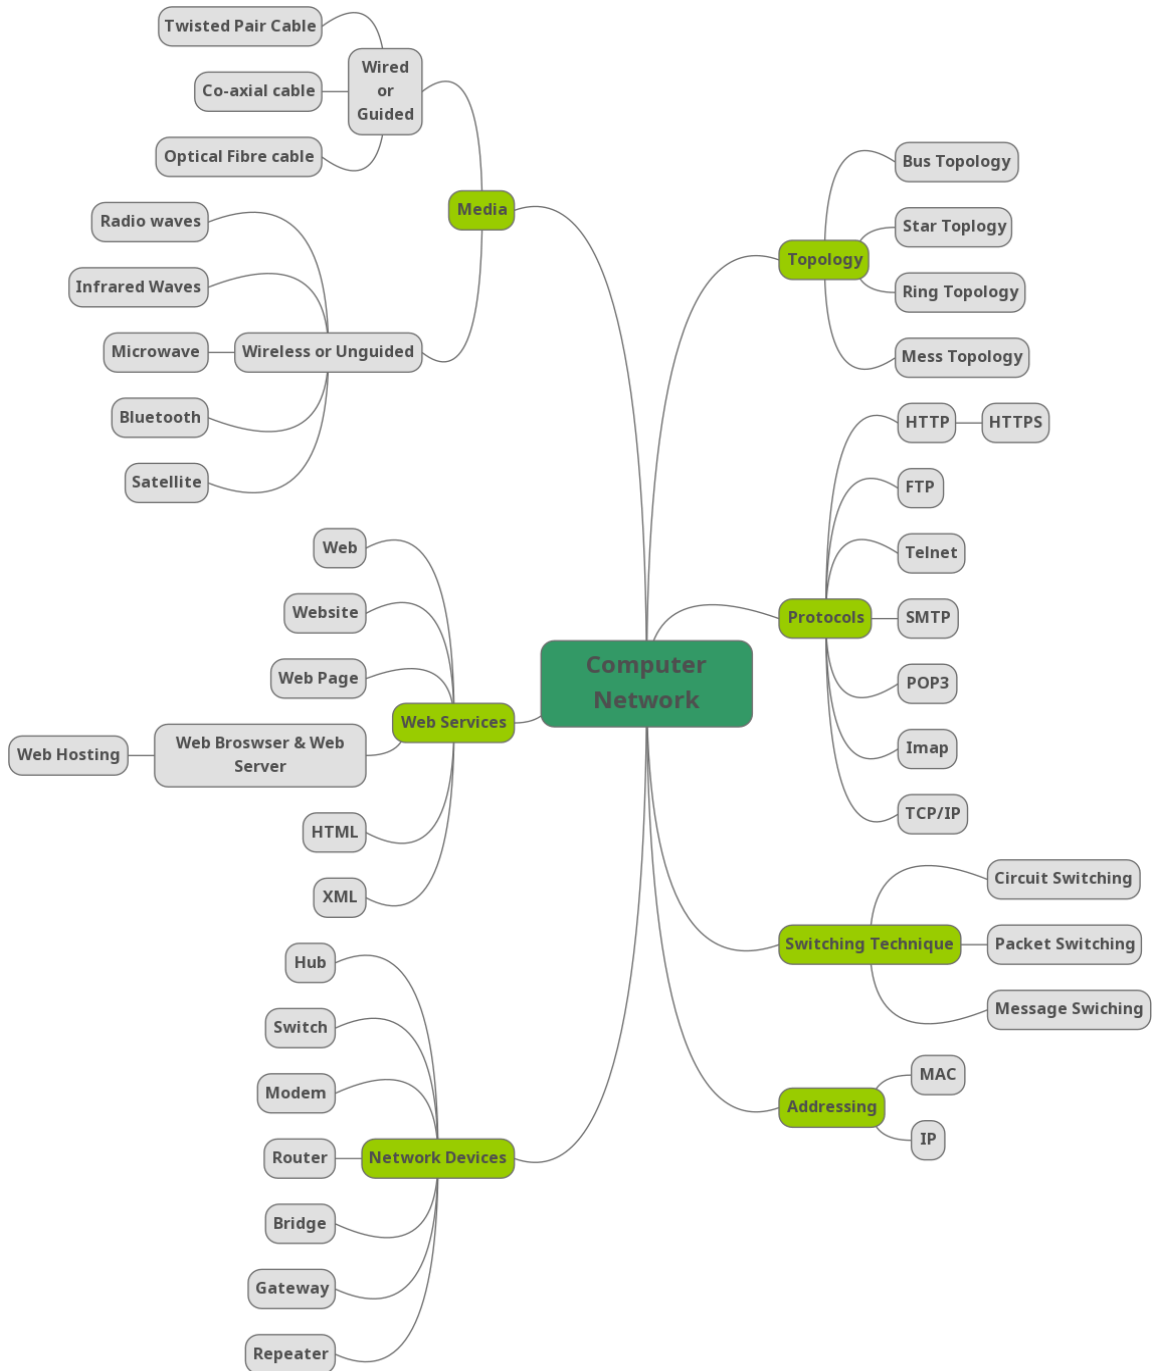 Computer
Network
Media
Wired
or
Guided
Twisted Pair Cable
Co-axial cable
Optical Fibre cable
Wireless or Unguided
Radio waves
Infrared Waves
Microwave
Bluetooth
Satellite
Web Services
Web
Website
Web Page
Web Broswser & Web
Server
Web Hosting
HTML
XML
Network Devices
Hub
Switch
Modem
Router
Bridge
Gateway
Repeater
Topology
Bus Topology
Star Toplogy
Ring Topology
Mess Topology
Protocols
HTTP
HTTPS
FTP
Telnet
SMTP
POP3
Imap
TCP/IP
Switching Technique
Circuit Switching
Packet Switching
Message Swiching
Addressing
MAC
IP